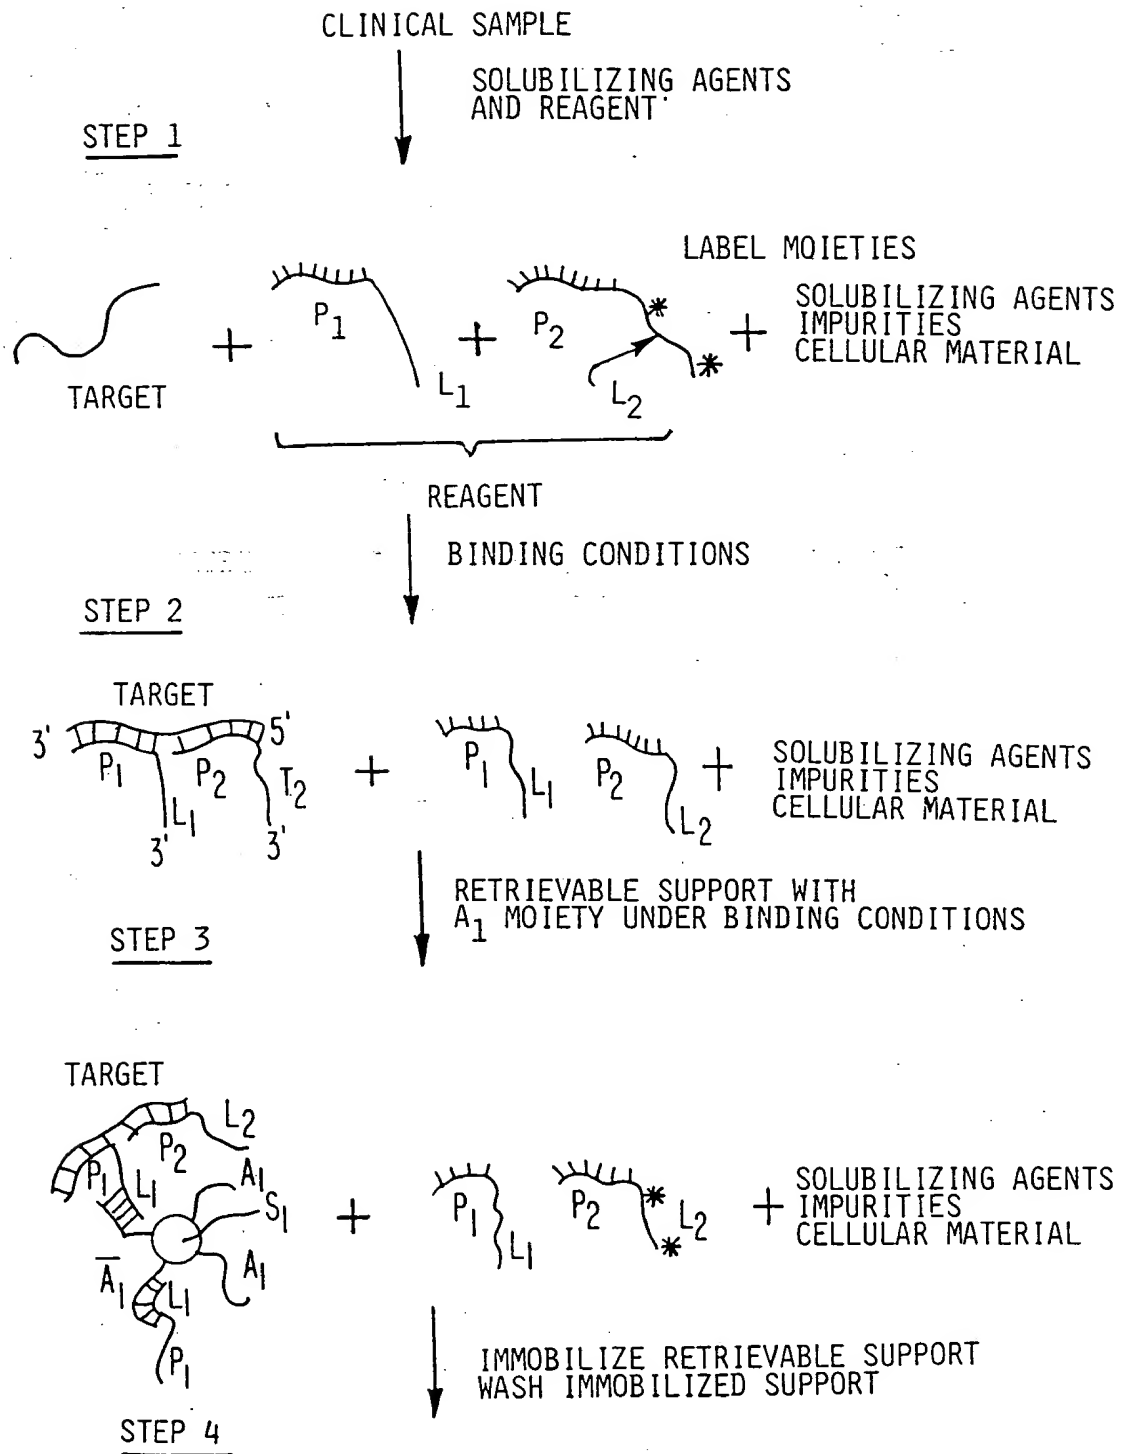 CLINICAL SAMPLE
SOLUBILIZING AGENTS
AND REAGENT
STEP 1
LABEL MOIETIES
TARGET
+
P1
L1
+
P2
*
*
L2
+
SOLUBILIZING AGENTS
IMPURITIES
CELLULAR MATERIAL
REAGENT
BINDING CONDITIONS
STEP 2
TARGET
3'
5'
P1
P2
L1
T2
3'
3'
+
P1
L1
P2
L2
+
SOLUBILIZING AGENTS
IMPURITIES
CELLULAR MATERIAL
RETRIEVABLE SUPPORT WITH
A1 MOIETY UNDER BINDING CONDITIONS
STEP 3
TARGET
L2
P2
P1
L1
A1
S1
A1
Ā1
L1
P1
+
P1
L1
P2
*
*
L2
+
SOLUBILIZING AGENTS
IMPURITIES
CELLULAR MATERIAL
IMMOBILIZE RETRIEVABLE SUPPORT
WASH IMMOBILIZED SUPPORT
STEP 4